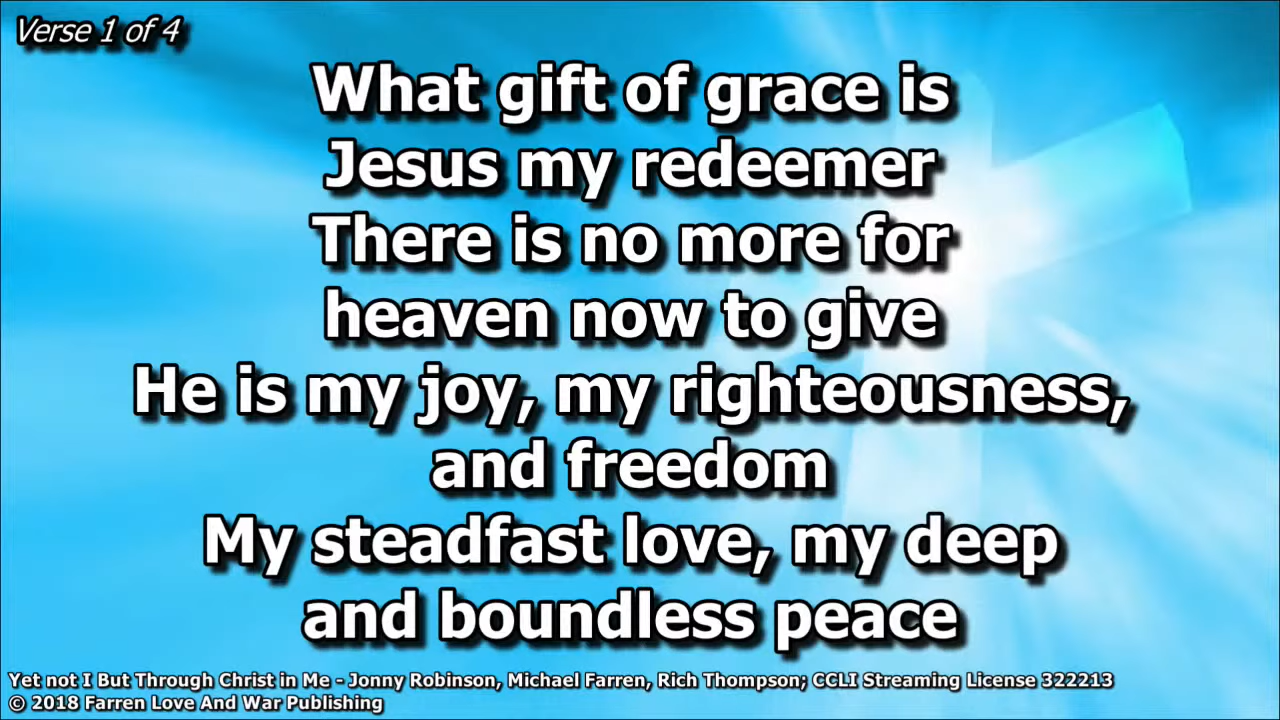 Verse 1 of 4
What gift of grace is
Jesus my redeemer
There is no more for
heaven now to give
He is my joy, my righteousness,
and freedom
My steadfast love, my deep
and boundless peace
Yet not I But Through Christ in Me - Jonny Robinson, Michael Farren, Rich Thompson; CCLI Streaming License 322213
© 2018 Farren Love And War Publishing